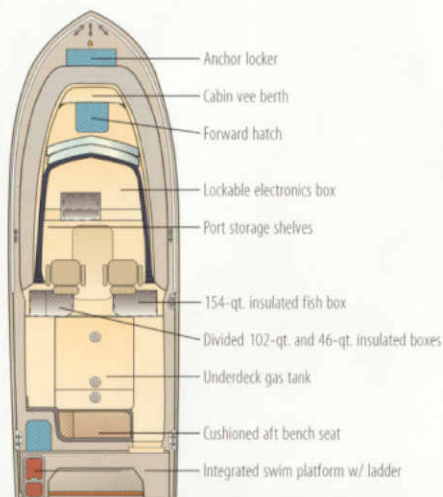 Anchor locker
Cabin vee berth
Forward hatch
Lockable electronics box
Port storage shelves
154-qt. insulated fish box
Divided 102-qt. and 46-qt. insulated boxes
Underdeck gas tank
Cushioned aft bench seat
Integrated swim platform w/ ladder